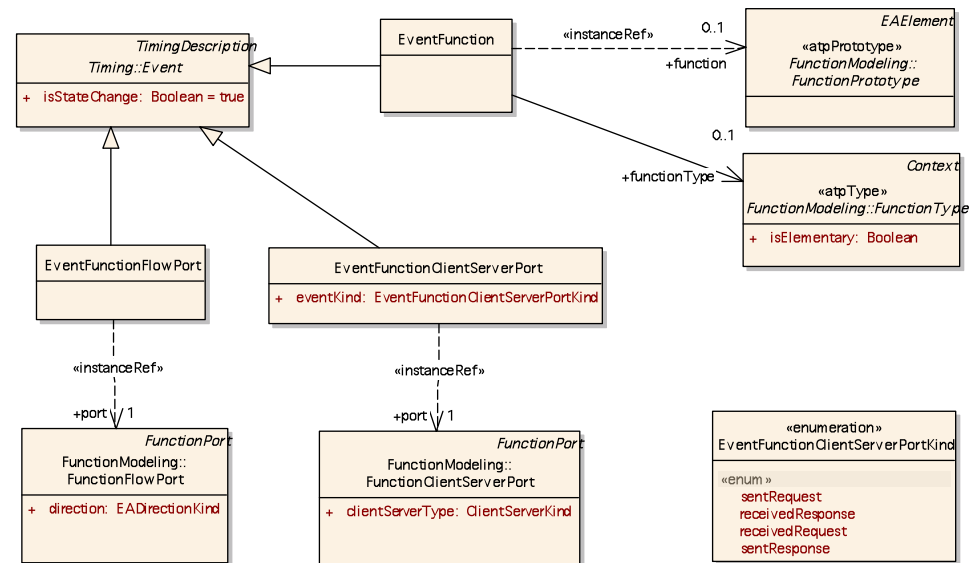 TimingDescription
Timing::Event
+ isStateChange: Boolean = true
EventFunction
«instanceRef»
0..1
+function
EAElement
«atpPrototype»
FunctionModeling::
FunctionPrototype
0..1
+functionType
Context
«atpType»
FunctionModeling::FunctionType
+ isElementary: Boolean
EventFunctionFlowPort
EventFunctionClientServerPort
+ eventKind: EventFunctionClientServerPortKind
«instanceRef»
+port
1
«instanceRef»
+port
1
FunctionPort
FunctionModeling::
FunctionFlowPort
+ direction: EADirectionKind
FunctionPort
FunctionModeling::
FunctionClientServerPort
+ clientServerType: ClientServerKind
«enumeration»
EventFunctionClientServerPortKind
«enum»
sentRequest
receivedResponse
receivedRequest
sentResponse